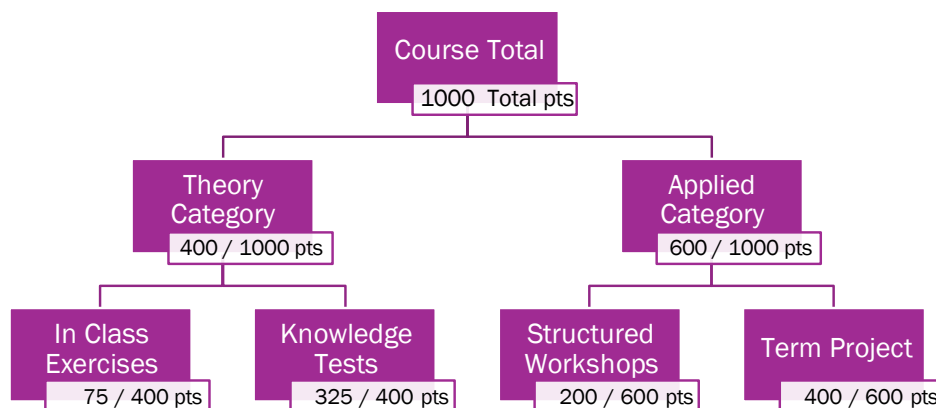 Course Total
1000 Total pts
Theory
Category
400 / 1000 pts
Applied
Category
600 / 1000 pts
In Class
Exercises
75 / 400 pts
Knowledge
Tests
325 / 400 pts
Structured
Workshops
200 / 600 pts
Term Project
400 / 600 pts